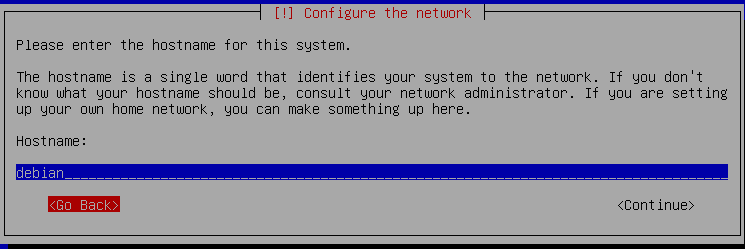 [!] Configure the network
Please enter the hostname for this system.
The hostname is a single word that identifies your system to the network. If you don't
know what your hostname should be, consult your network administrator. If you are setting
up your own home network, you can make something up here.
Hostname:
debian
<Go Back>
<Continue>